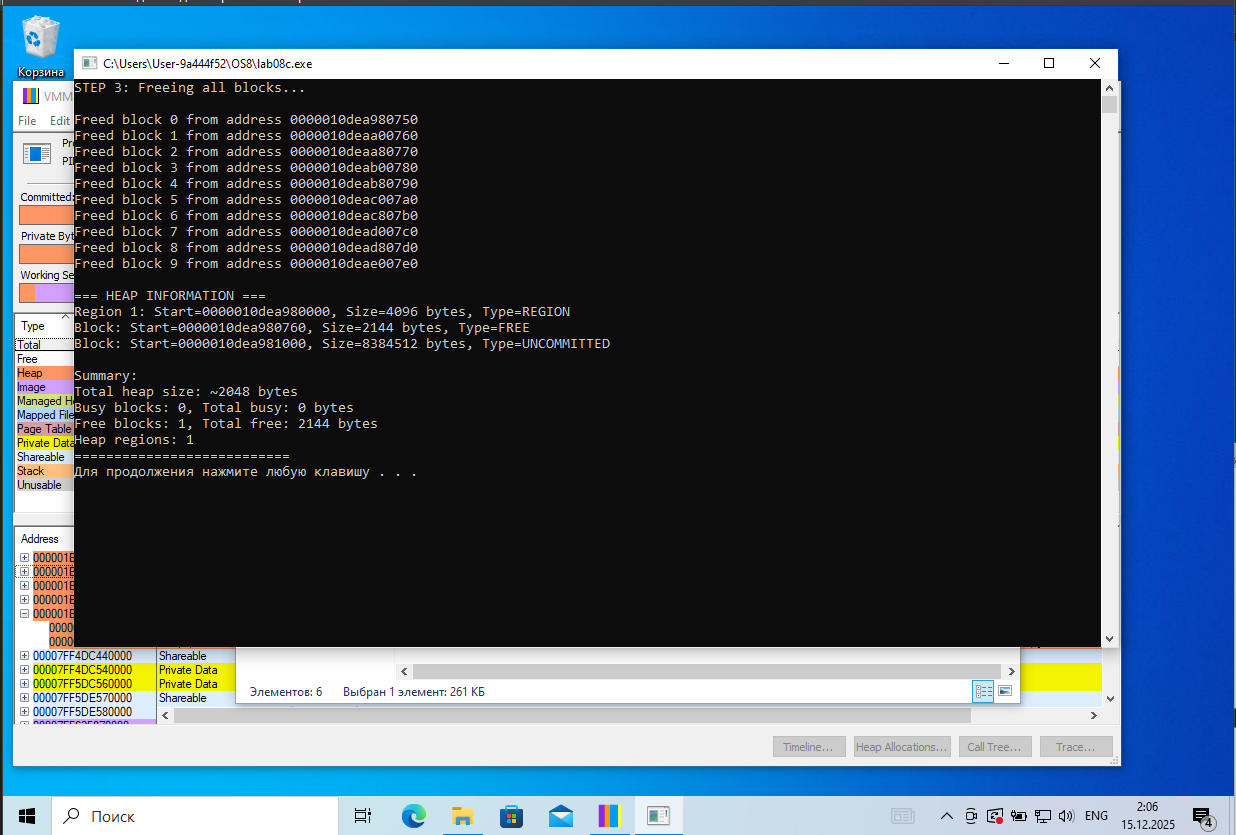 Корзина
C:\Users\User-9a444f52\OS8\lab08c.exe
STEP 3: Freeing all blocks...
Freed block 0 from address 0000010dea980750
Freed block 1 from address 0000010deaa00760
Freed block 2 from address 0000010deaa80770
Freed block 3 from address 0000010deab00780
Freed block 4 from address 0000010deab80790
Freed block 5 from address 0000010deac007a0
Freed block 6 from address 0000010deac807b0
Freed block 7 from address 0000010dead007c0
Freed block 8 from address 0000010dead807d0
Freed block 9 from address 0000010deae007e0
=== HEAP INFORMATION ===
Region 1: Start=0000010dea980000, Size=4096 bytes, Type=REGION
Block: Start=0000010dea980760, Size=2144 bytes, Type=FREE
Block: Start=0000010dea981000, Size=8384512 bytes, Type=UNCOMMITTED
Summary:
Total heap size: ~2048 bytes
Busy blocks: 0, Total busy: 0 bytes
Free blocks: 1, Total free: 2144 bytes
Heap regions: 1
===========================
Для продолжения нажмите любую клавишу . . .
VMM
File Edit
Committed:
Private Byt
Working Se
Type
Total
Free
Heap
Image
Managed H
Mapped File
Page Table
Private Data
Shareable
Stack
Unusable
Address
00007FF4DC440000 Shareable
00007FF4DC540000 Private Data
00007FF5DC560000 Private Data
00007FF5DE570000 Shareable
00007FF5DE580000
Элементов: 6 Выбран 1 элемент: 261 КБ
Timeline... Heap Allocations... Call Tree... Trace...
Поиск
ENG
2:06
15.12.2025
4